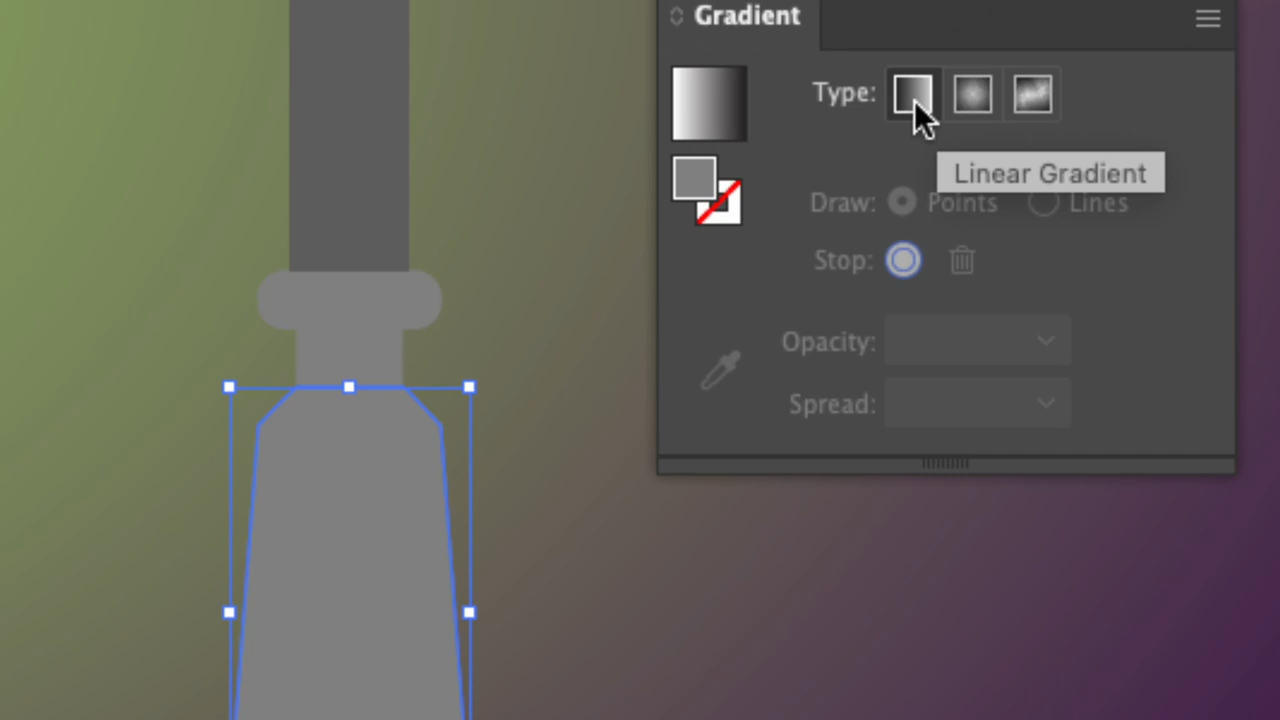 Gradient
Type:
Linear Gradient
Draw: Points Lines
Stop:
Opacity:
Spread: